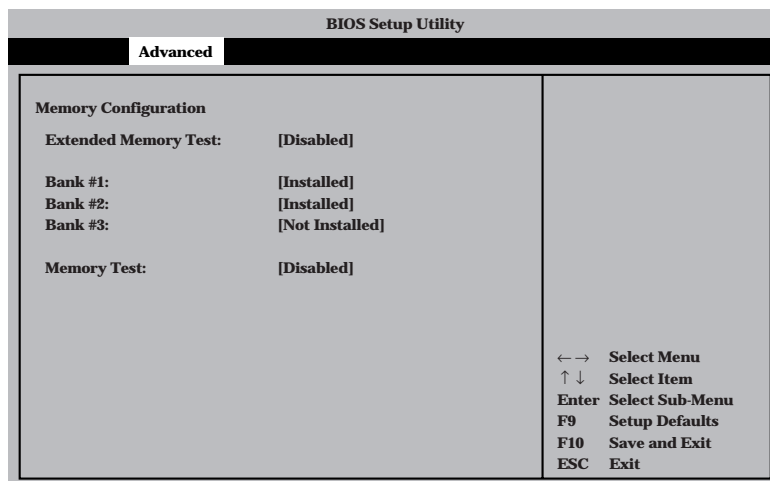 BIOS Setup Utility
Advanced
Memory Configuration
Extended Memory Test: [Disabled]
Bank #1: [Installed]
Bank #2: [Installed]
Bank #3: [Not Installed]
Memory Test: [Disabled]
←→ Select Menu
↑↓ Select Item
Enter Select Sub-Menu
F9 Setup Defaults
F10 Save and Exit
ESC Exit